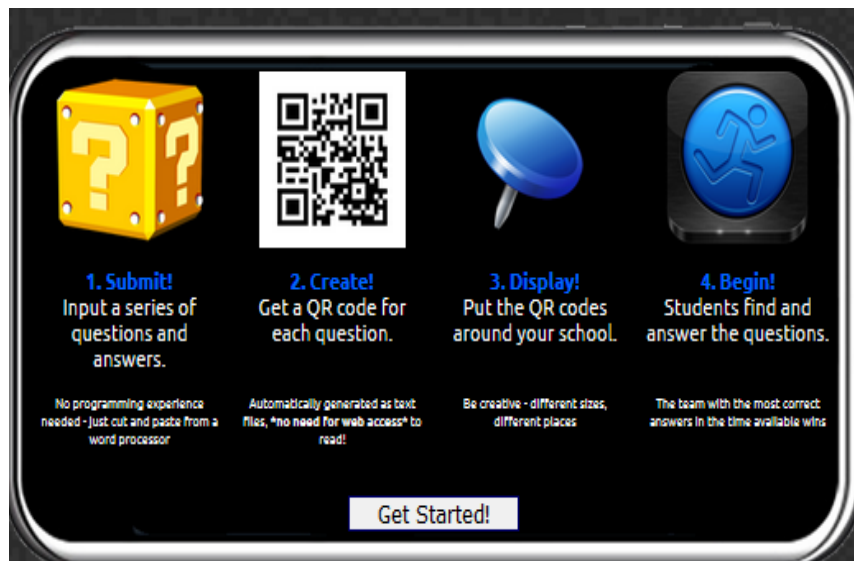 1. Submit!
Input a series of
questions and
answers.
No programming experience
needed - just cut and paste from a
word processor
2. Create!
Get a QR code for
each question.
Automatically generated as text
files, *no need for web access* to
read!
3. Display!
Put the QR codes
around your school.
Be creative - different sizes,
different places
4. Begin!
Students find and
answer the questions.
The team with the most correct
answers in the time available wins
Get Started!